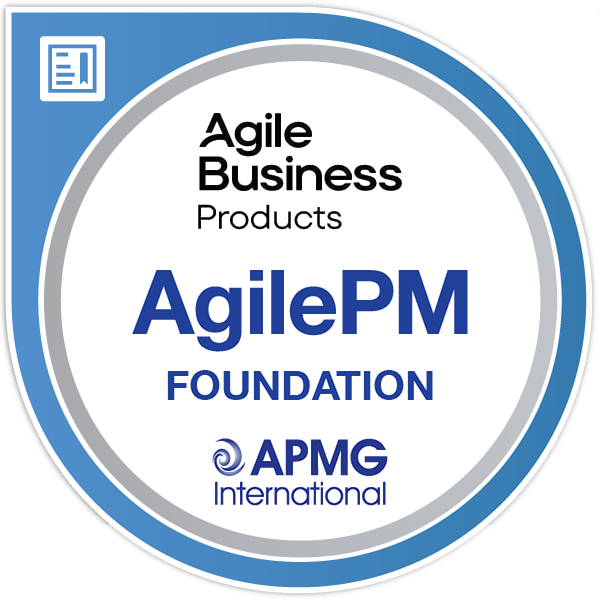 Agile
Business
Products
AgilePM
FOUNDATION
APMG
International